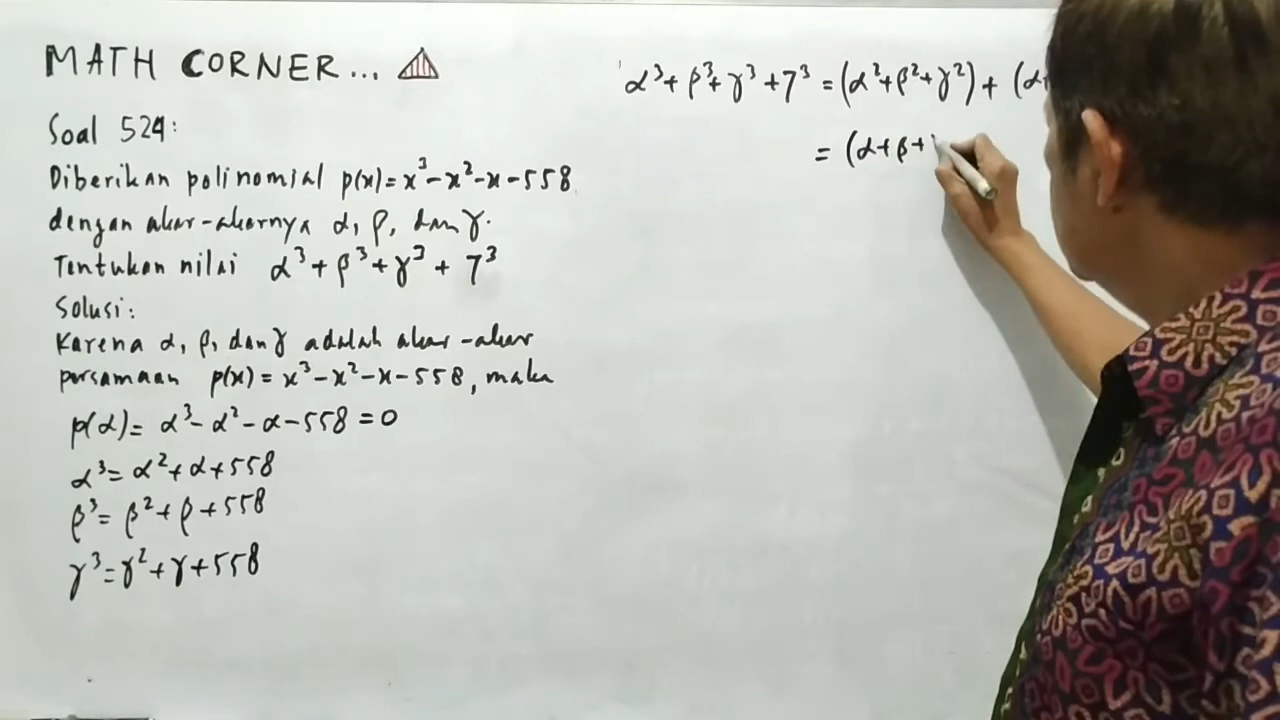 MATH CORNER...
Soal 524:
Diberikan polinomial p(x)=x³-x²-x-558
dengan akar-akarnya α, β, dan γ.
Tentukan nilai α³+β³+γ³+7³
Solusi:
Karena α, β, dan γ adalah akar-akar
persamaan p(x)=x³-x²-x-558, maka
p(α)=α³-α²-α-558=0
α³=α²+α+558
β³=β²+β+558
γ³=γ²+γ+558
α³+β³+γ³+7³=(α²+β²+γ²)+(α+
=(α+β+